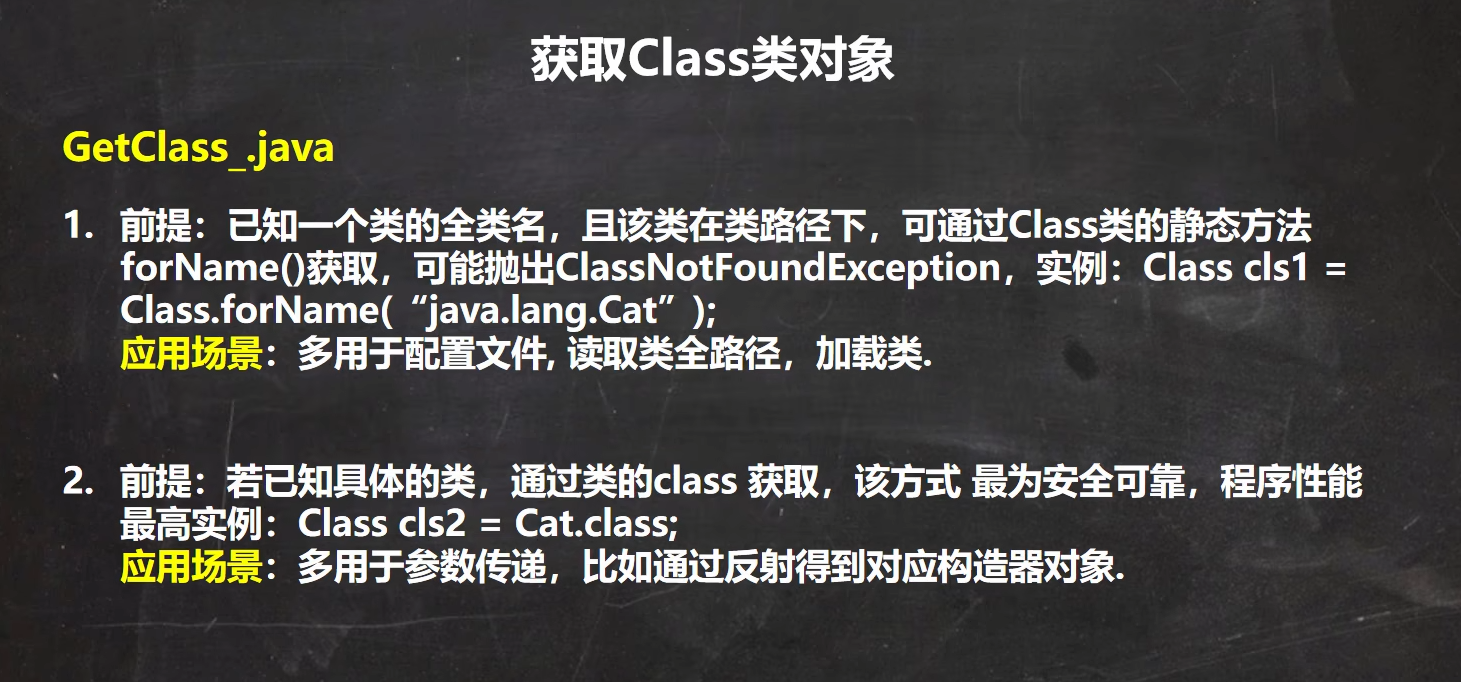 获取Class类对象
GetClass_.java
1. 前提：已知一个类的全类名，且该类在类路径下，可通过Class类的静态方法
forName()获取，可能抛出ClassNotFoundException，实例：Class cls1 =
Class.forName(“java.lang.Cat”);
应用场景：多用于配置文件,读取类全路径，加载类.
2. 前提：若已知具体的类，通过类的class 获取，该方式 最为安全可靠，程序性能
最高实例：Class cls2 = Cat.class;
应用场景：多用于参数传递，比如通过反射得到对应构造器对象.